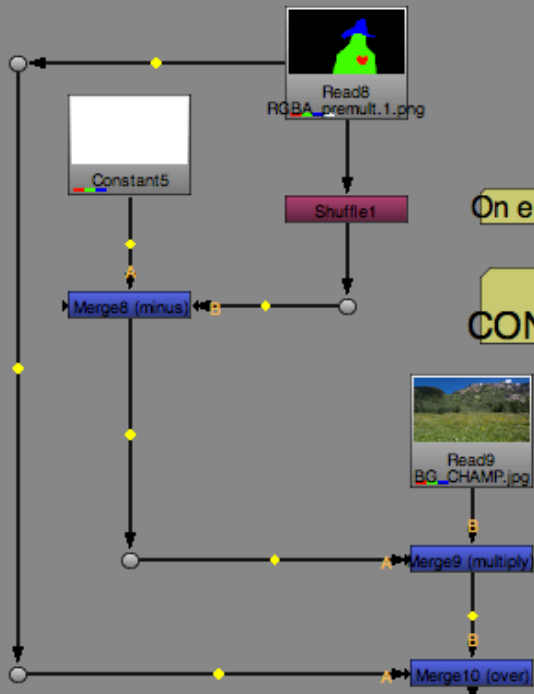 Read8
RGBA_premult.1.png
Constant5
Shuffle1
On e
A
Merge8 (minus)
B
CON
Read9
BG_CHAMP.jpg
B
A
Merge9 (multiply)
B
A
Merge10 (over)